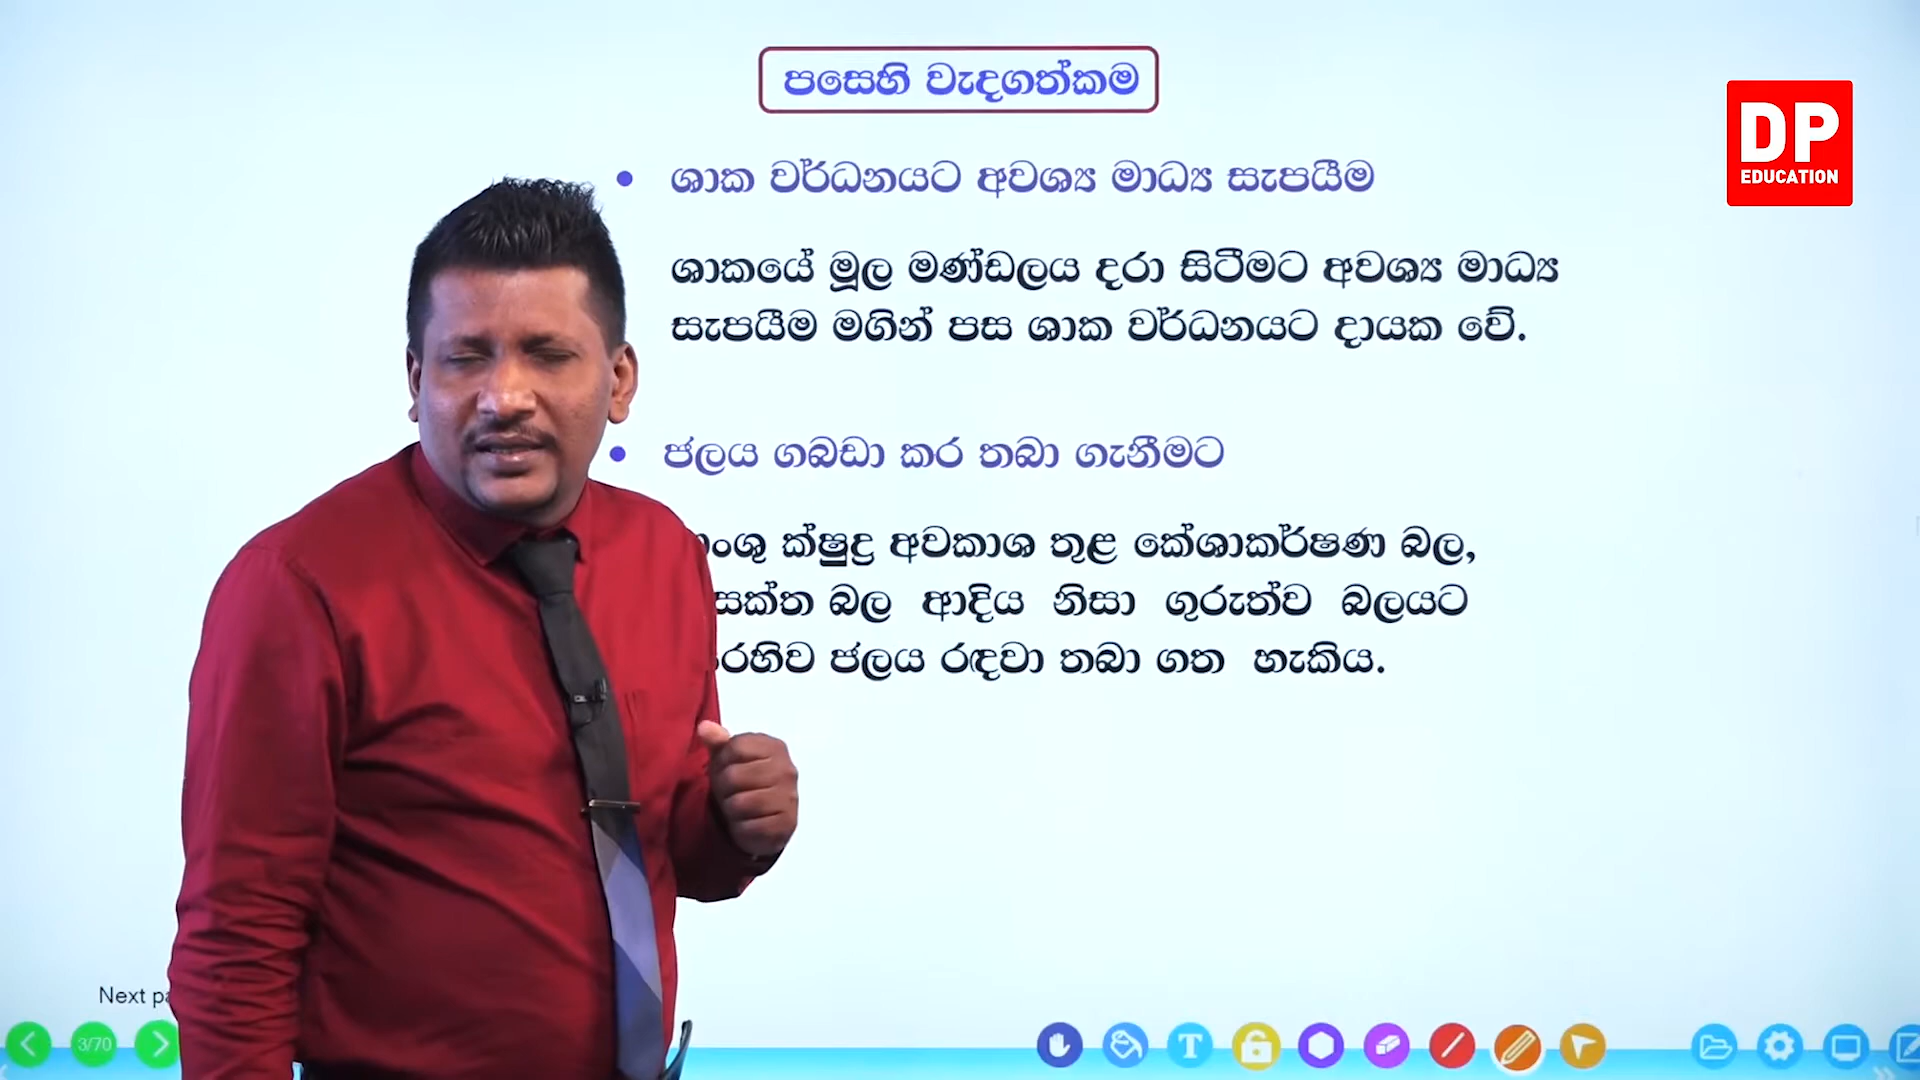 පසෙහි වැදගත්කම
DP
EDUCATION
• ශාක වර්ධනයට අවශ්‍ය මාධ්‍ය සැපයීම
ශාකයේ මූල මණ්ඩලය දරා සිටීමට අවශ්‍ය මාධ්‍ය
සැපයීම මගින් පස ශාක වර්ධනයට දායක වේ.
• ජලය ගබඩා කර තබා ගැනීමට
ක්ෂුද්‍ර අවකාශ තුළ කේශාකර්ෂණ බල,
බල ආදිය නිසා ගුරුත්ව බලයට
ජලය රඳවා තබා ගත හැකිය.
Next
3/70
T